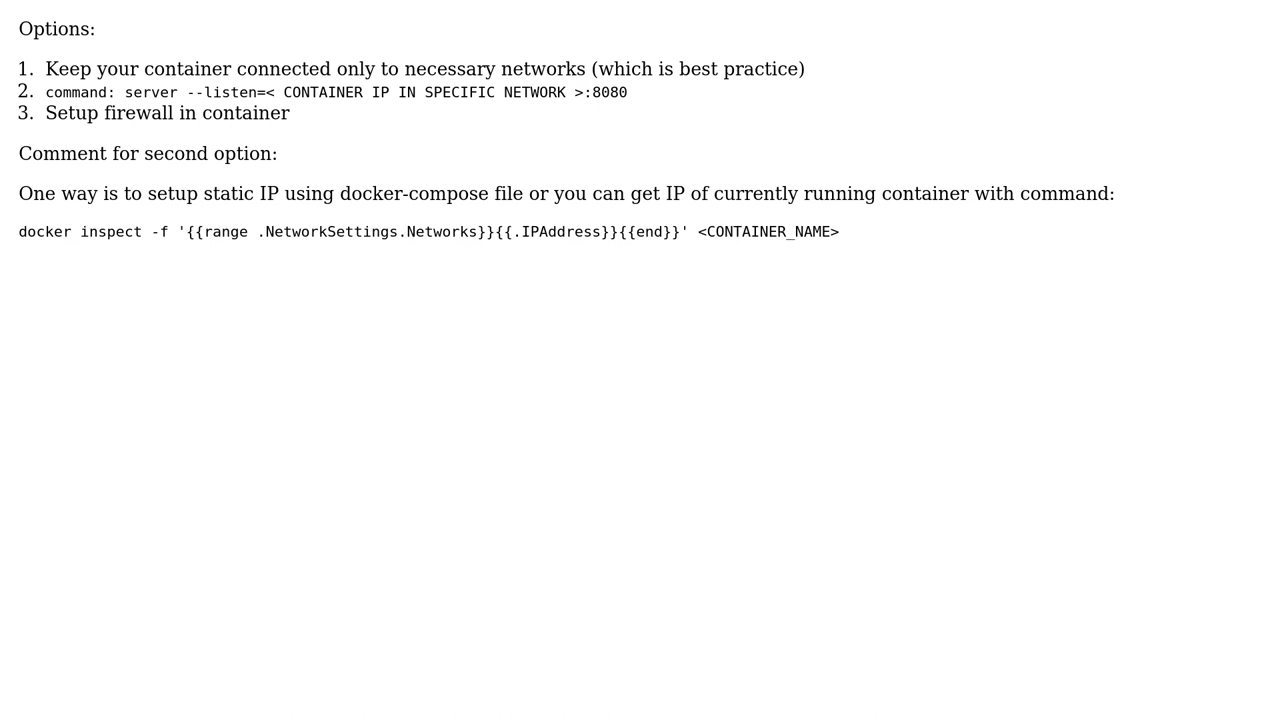 Options:
1. Keep your container connected only to necessary networks (which is best practice)
2. command: server --listen=< CONTAINER IP IN SPECIFIC NETWORK >:8080
3. Setup firewall in container
Comment for second option:
One way is to setup static IP using docker-compose file or you can get IP of currently running container with command:
docker inspect -f '{{range .NetworkSettings.Networks}}{{.IPAddress}}{{end}}' <CONTAINER_NAME>